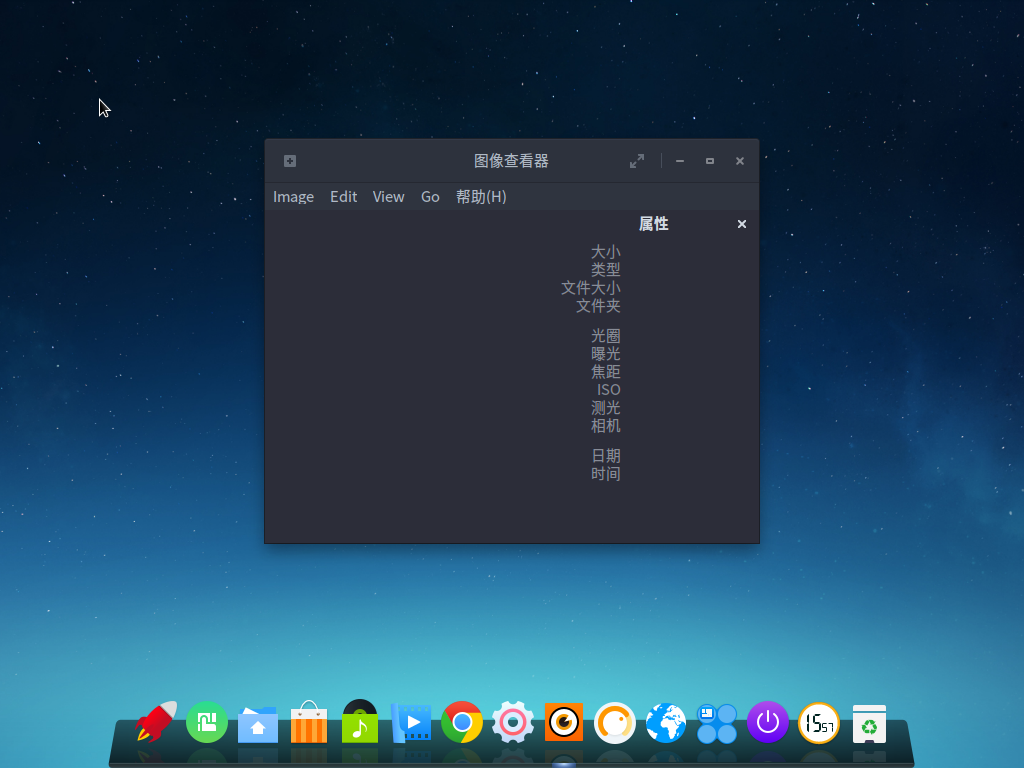 图像查看器
Image Edit View Go 帮助(H)
属性
大小
类型
文件大小
文件夹
光圈
曝光
焦距
ISO
测光
相机
日期
时间
15 57